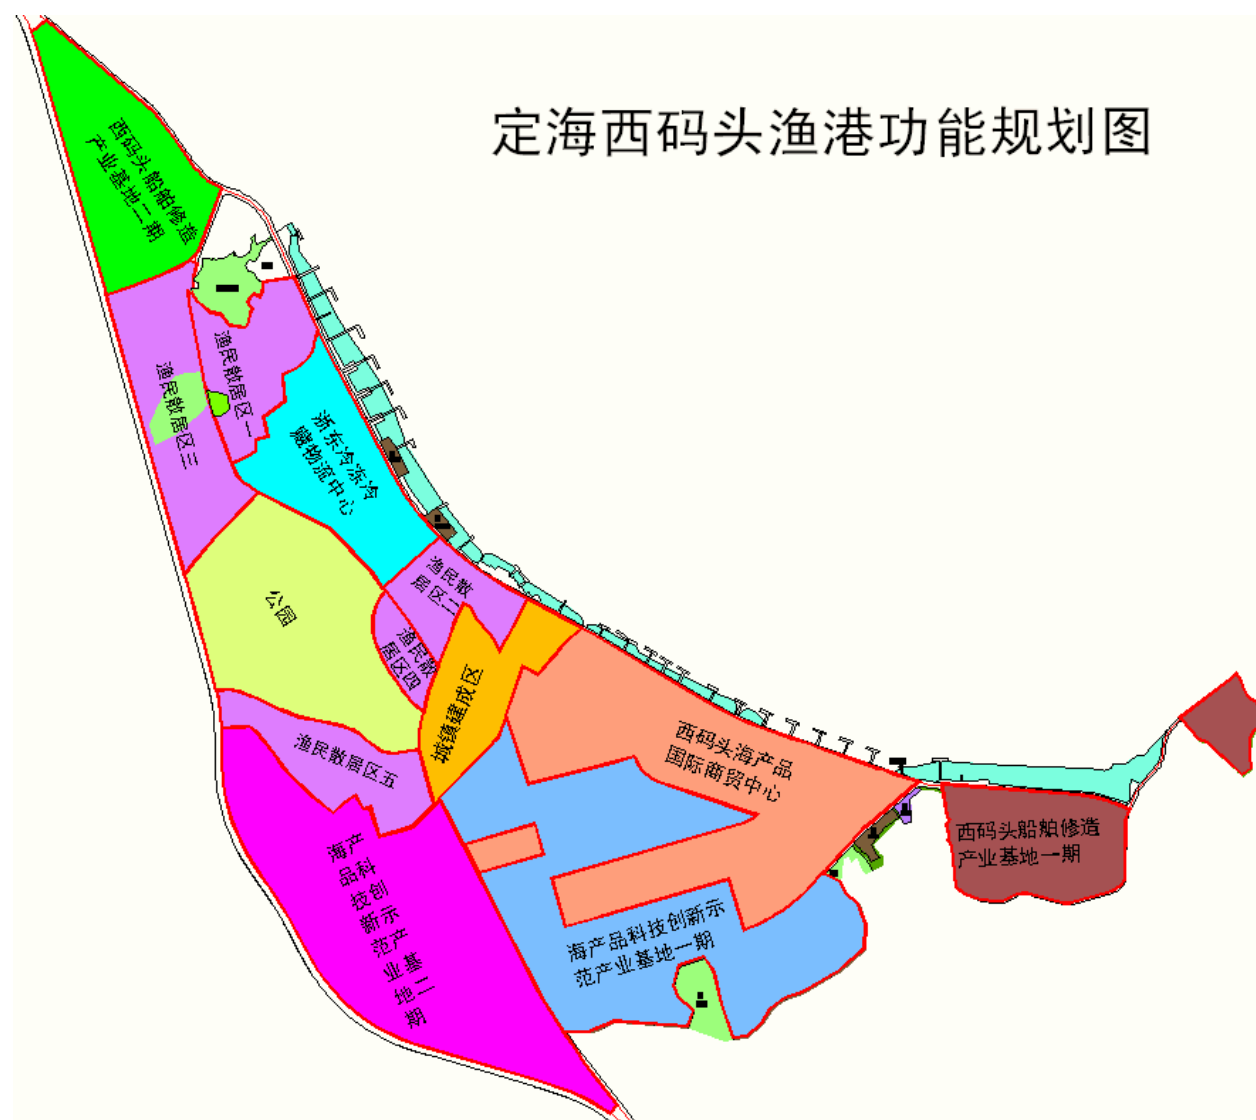 定海西码头渔港功能规划图
西码头船舶修造
产业基地二期
渔民散居区一
渔民散居区三
浙东冷冻冷
藏物流中心
渔民散
居区二
公园
渔民散
居区四
城镇建成区
渔民散居区五
西码头海产品
国际商贸中心
西码头船舶修造
产业基地一期
海产
品科
技创
新示
范产
业基
地二
期
海产品科技创新示
范产业基地一期